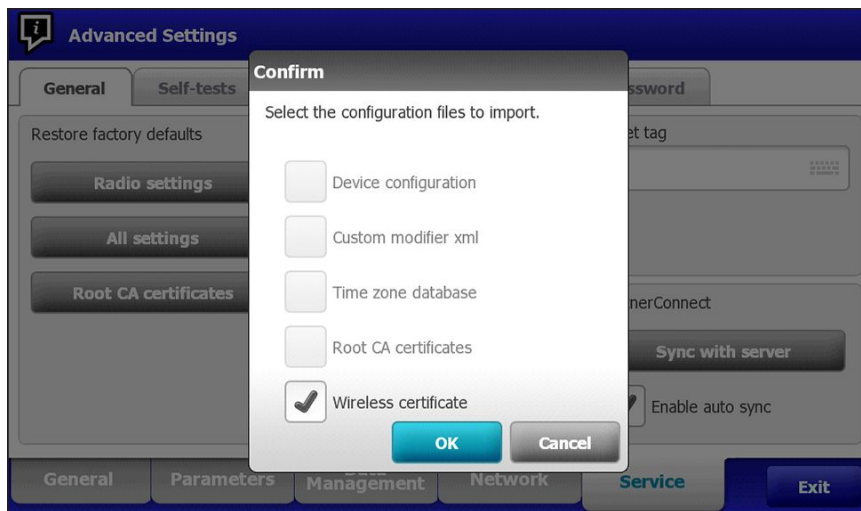 Advanced Settings
General
Self-tests
ssword
Confirm
Select the configuration files to import.
Restore factory defaults
Radio settings
All settings
Root CA certificates
Device configuration
Custom modifier xml
Time zone database
Root CA certificates
Wireless certificate
OK
Cancel
et tag
nerConnect
Sync with server
Enable auto sync
General
Parameters
Management
Network
Service
Exit